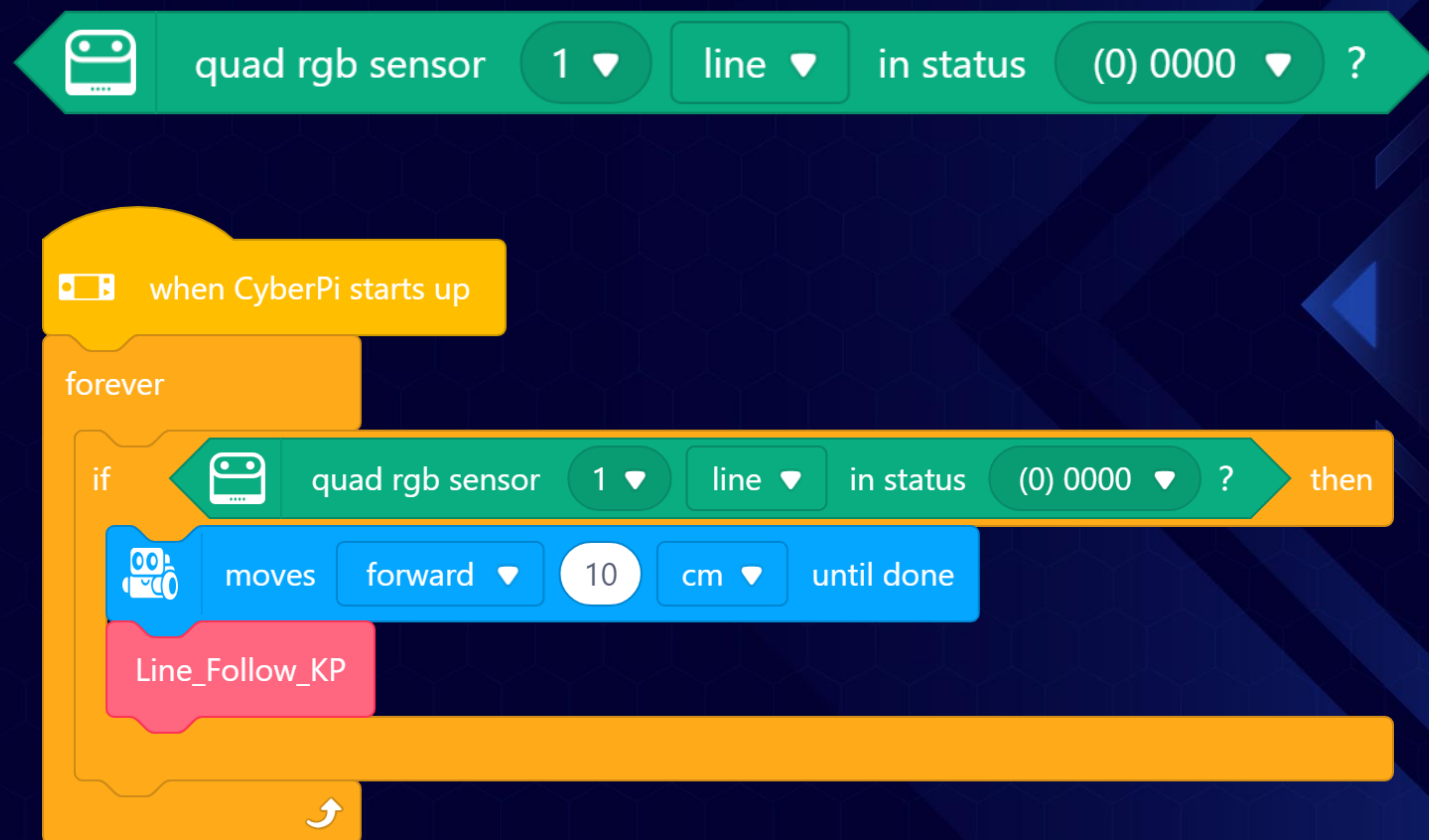 quad rgb sensor 1 line in status (0) 0000 ?
when CyberPi starts up
forever
if quad rgb sensor 1 line in status (0) 0000 ? then
moves forward 10 cm until done
Line_Follow_KP